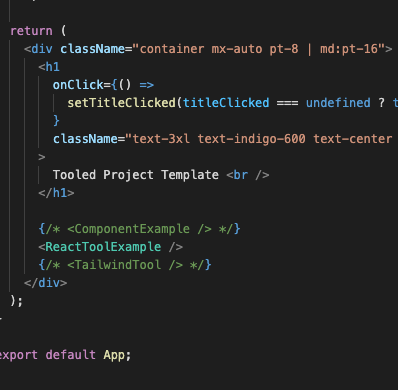 return (
<div className="container mx-auto pt-8 | md:pt-16">
<h1
onClick={() =>
setTitleClicked(titleClicked === undefined ? t
}
className="text-3xl text-indigo-600 text-center
>
Tooled Project Template <br />
</h1>
{/* <ComponentExample /> */}
<ReactToolExample />
{/* <TailwindTool /> */}
</div>
);
export default App;